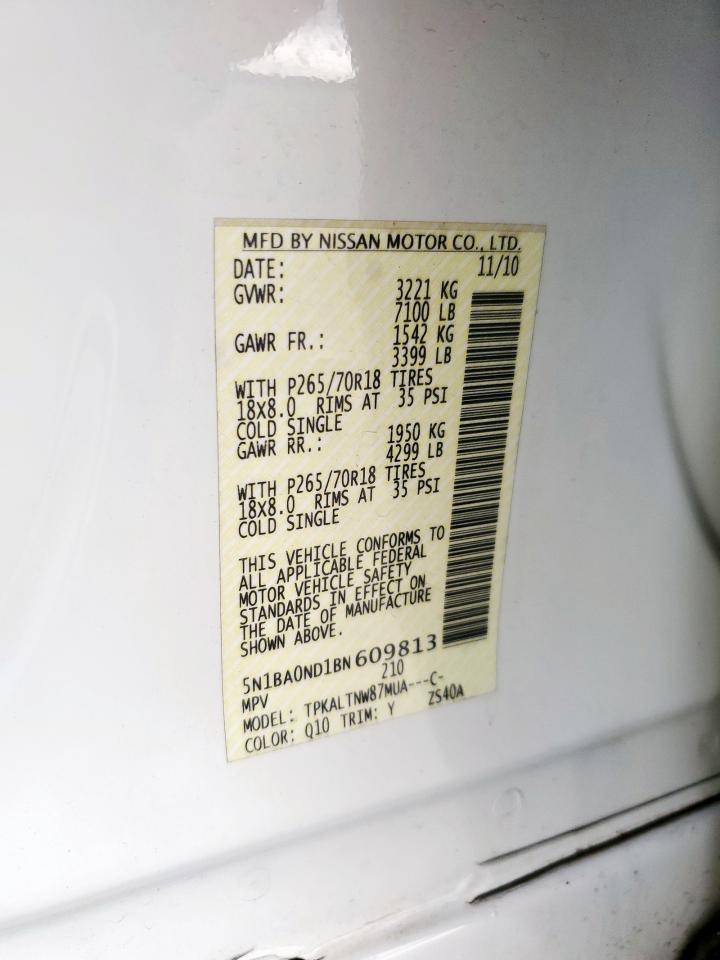 MFD BY NISSAN MOTOR CO., LTD.
DATE: 11/10
GVWR: 3221 KG
7100 LB
GAWR FR.: 1542 KG
3399 LB
WITH P265/70R18 TIRES
18X8.0 RIMS AT 35 PSI
COLD SINGLE
GAWR RR.: 1950 KG
4299 LB
WITH P265/70R18 TIRES
18X8.0 RIMS AT 35 PSI
COLD SINGLE
THIS VEHICLE CONFORMS TO
ALL APPLICABLE FEDERAL
MOTOR VEHICLE SAFETY
STANDARDS IN EFFECT ON
THE DATE OF MANUFACTURE
SHOWN ABOVE.
5N1BA0ND1BN609813
MPV 210
MODEL: TPKALTNW87MUA---C-
COLOR: Q10 TRIM: Y ZS40A